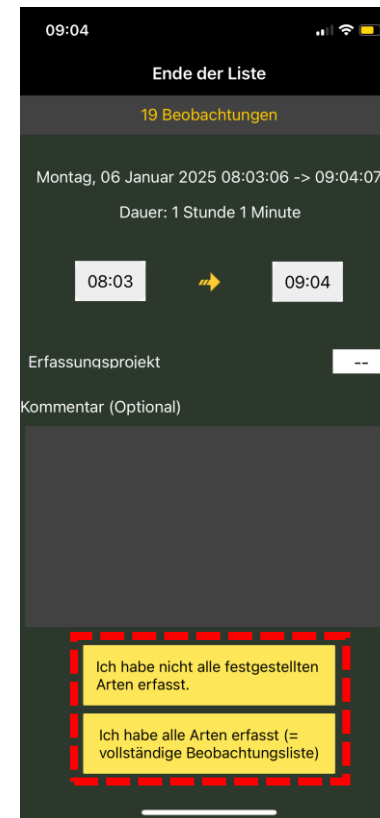 09:04
Ende der Liste
19 Beobachtungen
Montag, 06 Januar 2025 08:03:06 -> 09:04:07
Dauer: 1 Stunde 1 Minute
08:03 09:04
Erfassungsprojekt --
Kommentar (Optional)
Ich habe nicht alle festgestellten
Arten erfasst.
Ich habe alle Arten erfasst (=
vollständige Beobachtungsliste)